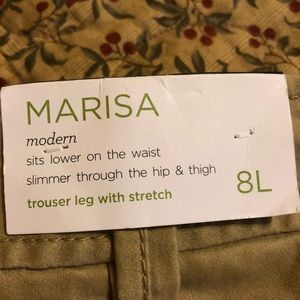 MARISA
modern
sits lower on the waist
slimmer through the hip & thigh
trouser leg with stretch
8L